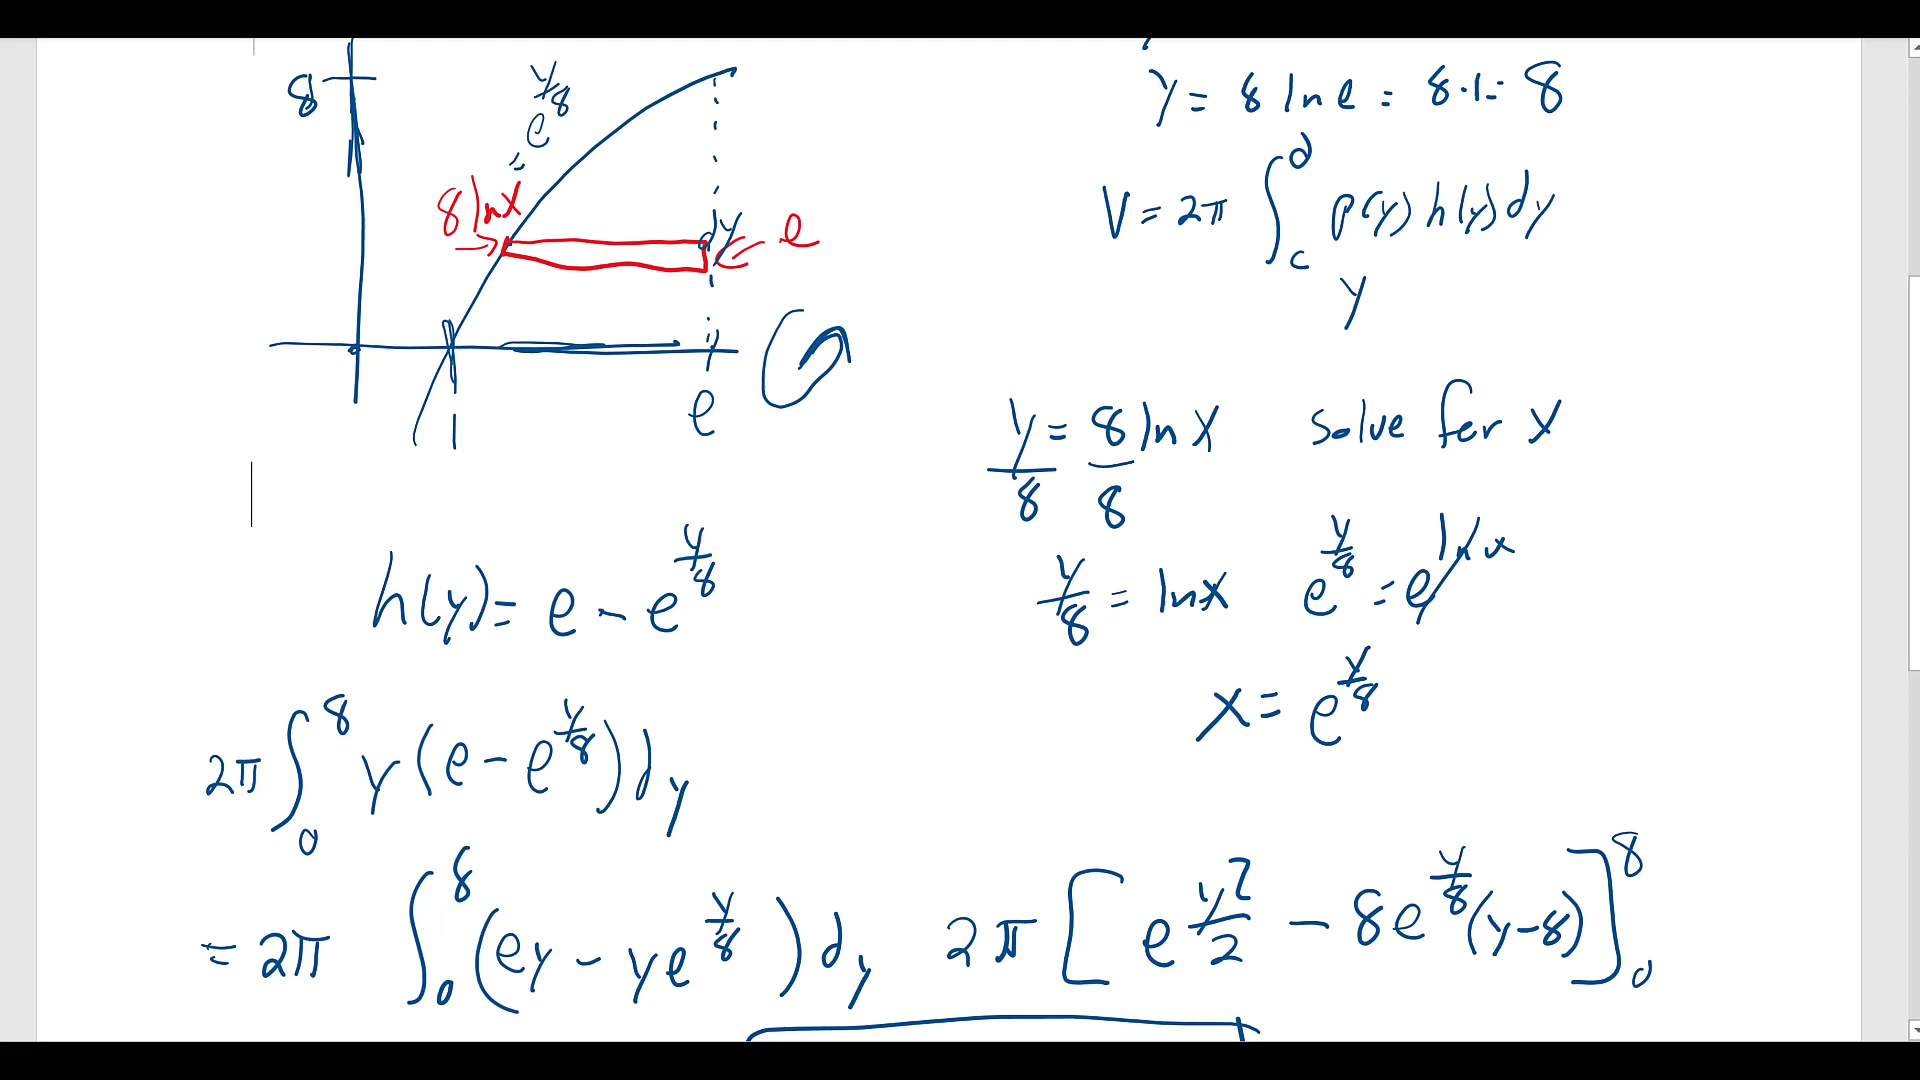 8
y/8
e
=
8 ln x
dy
e
1
e
y = 8 ln e = 8·1 = 8
V = 2π ∫_c^d p(y) h(y) dy
y
y/8 = 8/8 ln x solve for x
y/8 = ln x e^(y/8) = e^(ln x)
x = e^(y/8)
h(y) = e - e^(y/8)
2π ∫_0^8 y(e - e^(y/8)) dy
= 2π ∫_0^8 (ey - ye^(y/8)) dy
2π [e y²/2 - 8e^(y/8)(y-8)]_0^8